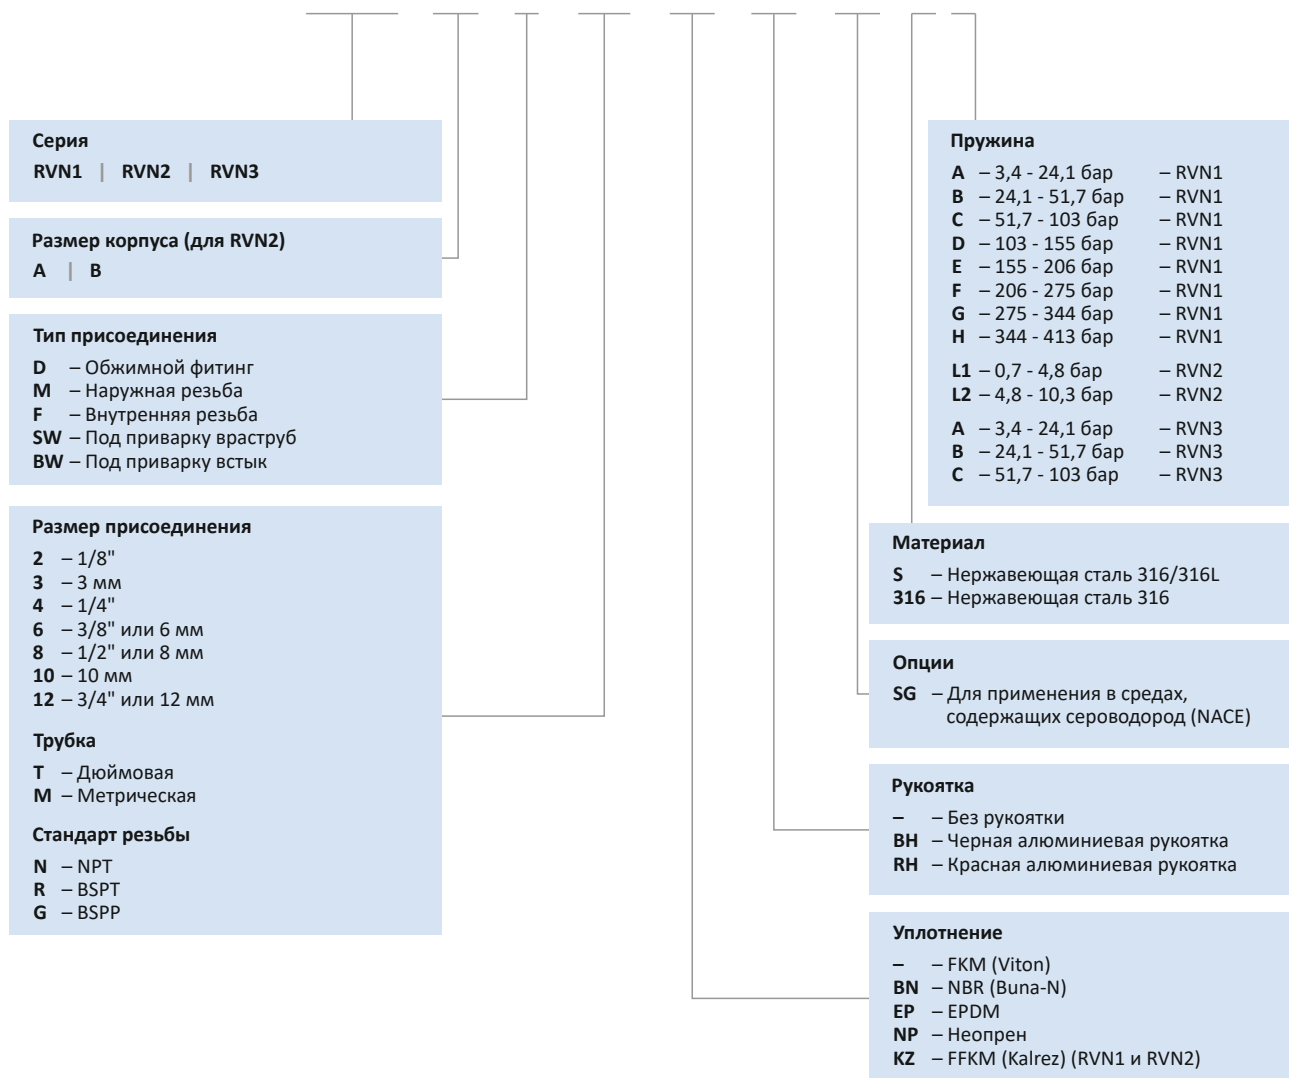 Серия
RVN1 | RVN2 | RVN3
Размер корпуса (для RVN2)
A | B
Тип присоединения
D – Обжимной фитинг
M – Наружная резьба
F – Внутренняя резьба
SW – Под приварку враструб
BW – Под приварку встык
Размер присоединения
2 – 1/8"
3 – 3 мм
4 – 1/4"
6 – 3/8" или 6 мм
8 – 1/2" или 8 мм
10 – 10 мм
12 – 3/4" или 12 мм
Трубка
T – Дюймовая
M – Метрическая
Стандарт резьбы
N – NPT
R – BSPT
G – BSPP
Пружина
A – 3,4 - 24,1 бар – RVN1
B – 24,1 - 51,7 бар – RVN1
C – 51,7 - 103 бар – RVN1
D – 103 - 155 бар – RVN1
E – 155 - 206 бар – RVN1
F – 206 - 275 бар – RVN1
G – 275 - 344 бар – RVN1
H – 344 - 413 бар – RVN1
L1 – 0,7 - 4,8 бар – RVN2
L2 – 4,8 - 10,3 бар – RVN2
A – 3,4 - 24,1 бар – RVN3
B – 24,1 - 51,7 бар – RVN3
C – 51,7 - 103 бар – RVN3
Материал
S – Нержавеющая сталь 316/316L
316 – Нержавеющая сталь 316
Опции
SG – Для применения в средах,
содержащих сероводород (NACE)
Рукоятка
– – Без рукоятки
BH – Черная алюминиевая рукоятка
RH – Красная алюминиевая рукоятка
Уплотнение
– – FKM (Viton)
BN – NBR (Buna-N)
EP – EPDM
NP – Неопрен
KZ – FFKM (Kalrez) (RVN1 и RVN2)